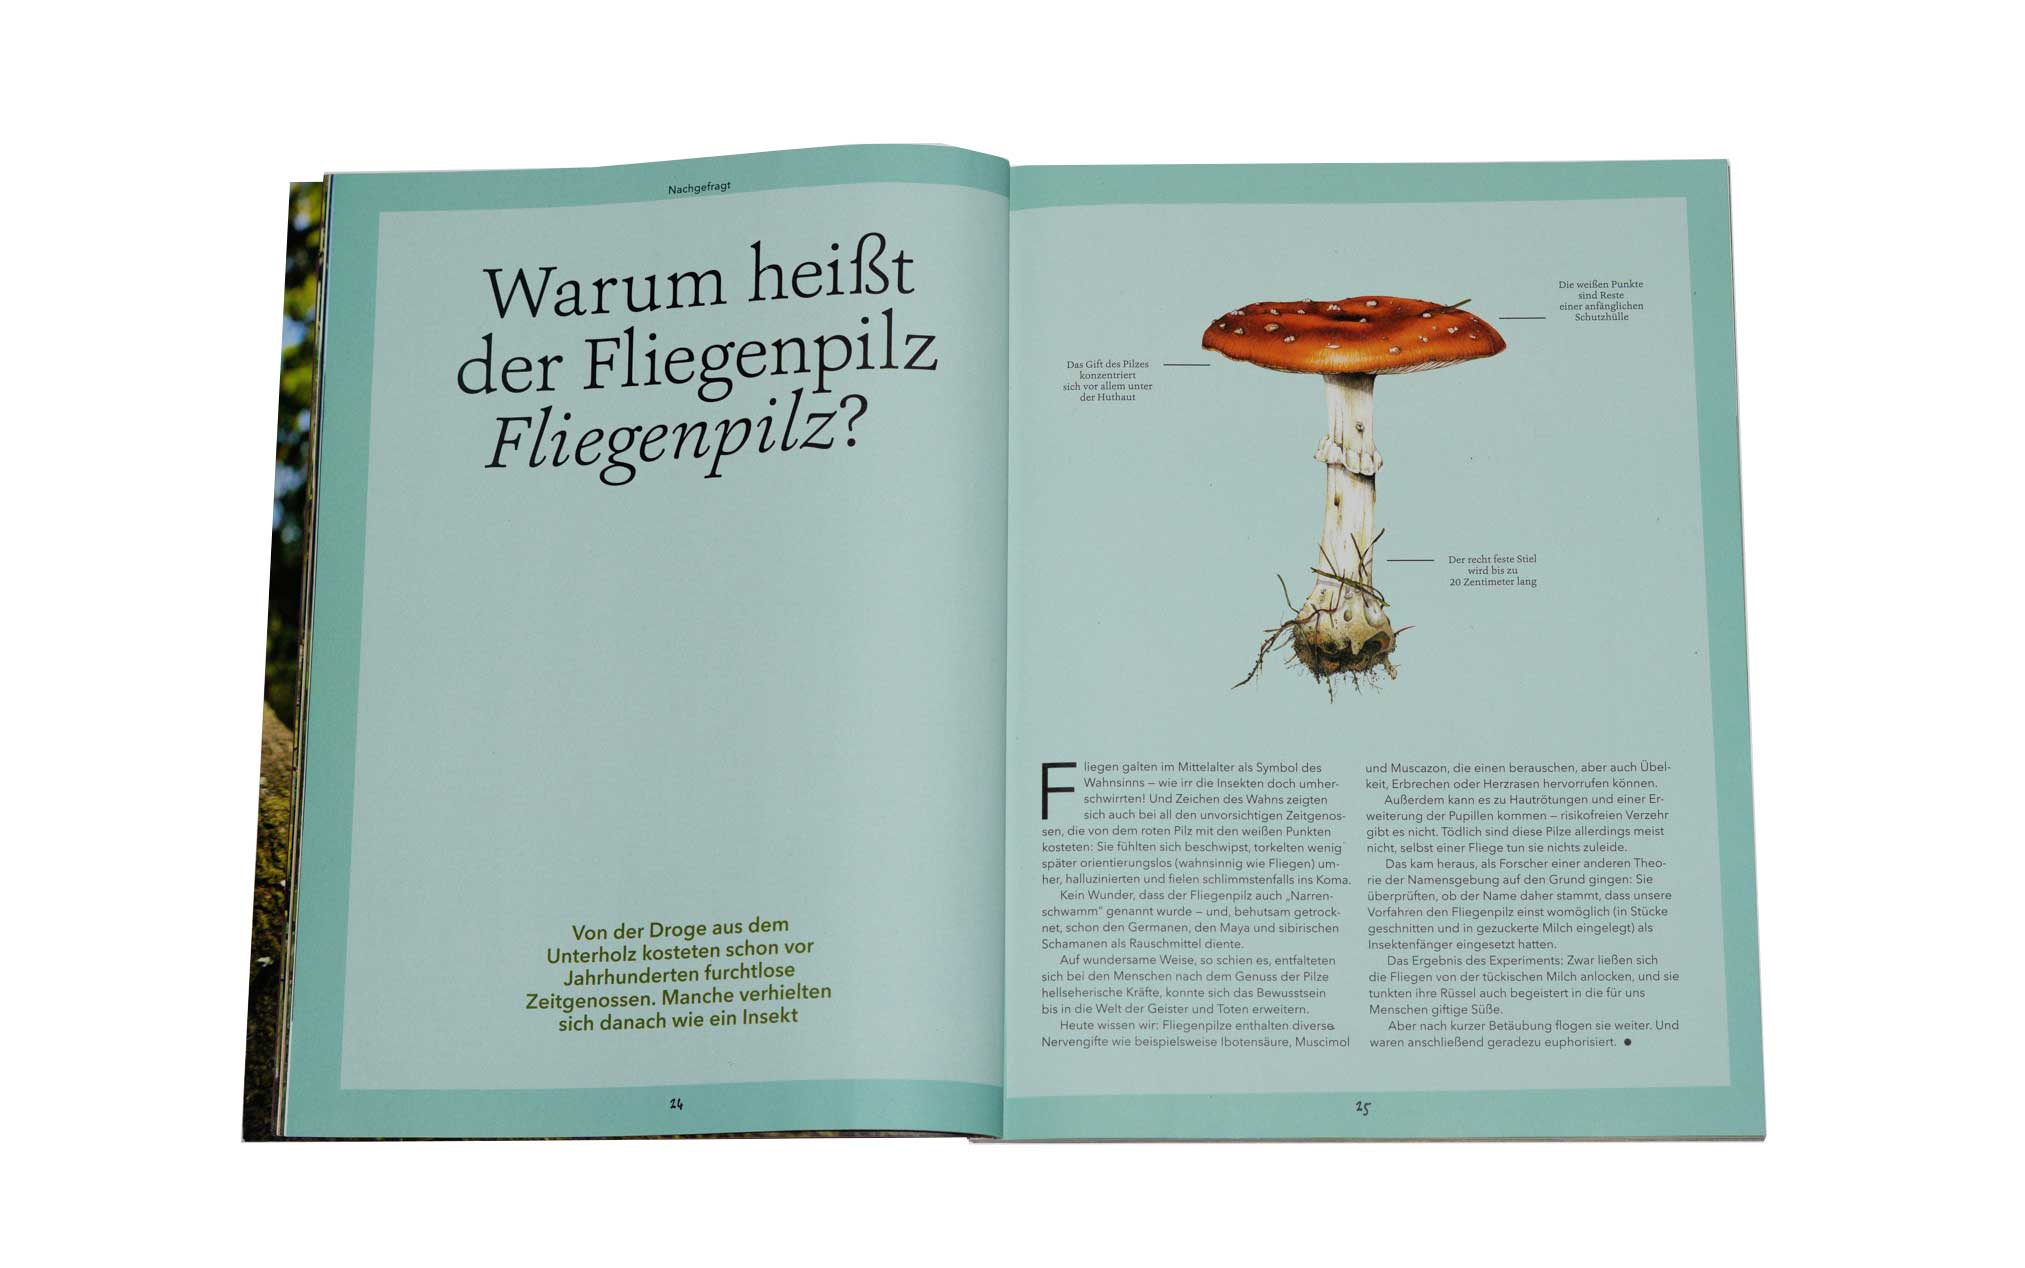 Nachgefragt
Warum heißt
der Fliegenpilz
Fliegenpilz?
Von der Droge aus dem
Unterholz kosteten schon vor
Jahrhunderten furchtlose
Zeitgenossen. Manche verhielten
sich danach wie ein Insekt
24
Die weißen Punkte
sind Reste
einer anfänglichen
Schutzhülle
Das Gift des Pilzes
konzentriert
sich vor allem unter
der Huthaut
Der recht feste Stiel
wird bis zu
20 Zentimeter lang
Fliegen galten im Mittelalter als Symbol des
Wahnsinns – wie irr die Insekten doch umher-
schwirrten! Und Zeichen des Wahns zeigten
sich auch bei all den unvorsichtigen Zeitgenos-
sen, die von dem roten Pilz mit den weißen Punkten
kosteten: Sie fühlten sich beschwipst, torkelten wenig
später orientierungslos (wahnsinnig wie Fliegen) um-
her, halluzinierten und fielen schlimmstenfalls ins Koma.
Kein Wunder, dass der Fliegenpilz auch „Narren-
schwamm“ genannt wurde – und, behutsam getrock-
net, schon den Germanen, den Maya und sibirischen
Schamanen als Rauschmittel diente.
Auf wundersame Weise, so schien es, entfalteten
sich bei den Menschen nach dem Genuss der Pilze
hellseherische Kräfte, konnte sich das Bewusstsein
bis in die Welt der Geister und Toten erweitern.
Heute wissen wir: Fliegenpilze enthalten diverse
Nervengifte wie beispielsweise Ibotensäure, Muscimol
und Muscazon, die einen berauschen, aber auch Übel-
keit, Erbrechen oder Herzrasen hervorrufen können.
Außerdem kann es zu Hautrötungen und einer Er-
weiterung der Pupillen kommen – risikofreien Verzehr
gibt es nicht. Tödlich sind diese Pilze allerdings meist
nicht, selbst einer Fliege tun sie nichts zuleide.
Das kam heraus, als Forscher einer anderen Theo-
rie der Namensgebung auf den Grund gingen: Sie
überprüften, ob der Name daher stammt, dass unsere
Vorfahren den Fliegenpilz einst womöglich (in Stücke
geschnitten und in gezuckerte Milch eingelegt) als
Insektenfänger eingesetzt hatten.
Das Ergebnis des Experiments: Zwar ließen sich
die Fliegen von der tückischen Milch anlocken, und sie
tunkten ihre Rüssel auch begeistert in die für uns
Menschen giftige Süße.
Aber nach kurzer Betäubung flogen sie weiter. Und
waren anschließend geradezu euphorisiert. ●
25